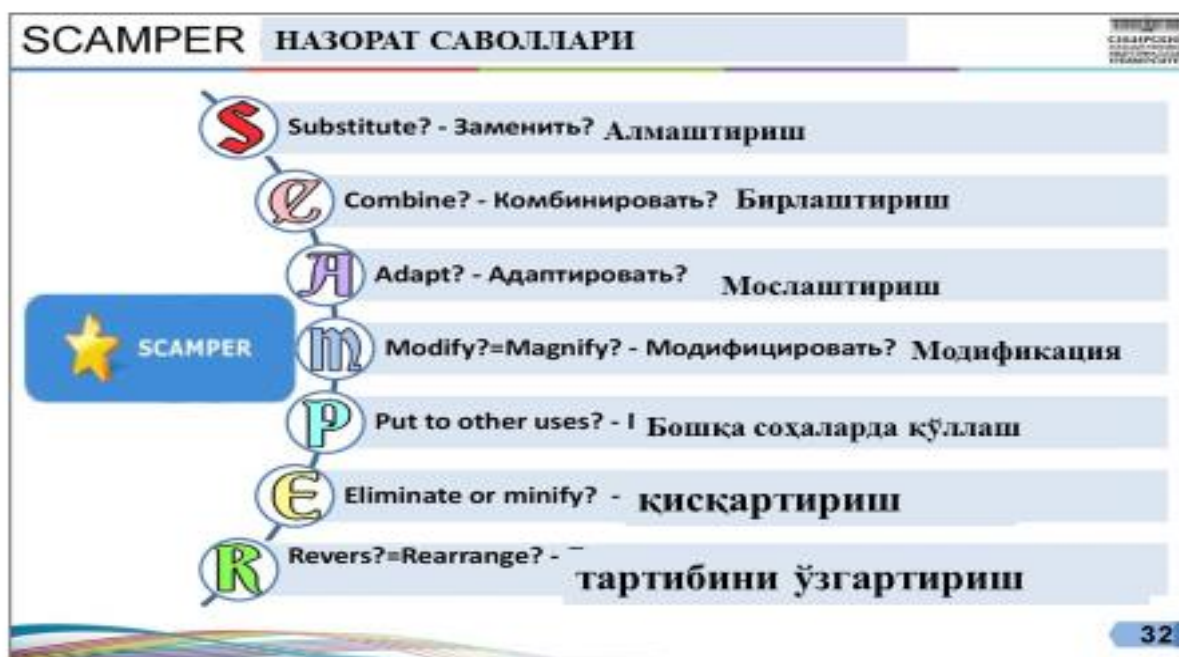 SCAMPER НАЗОРАТ САВОЛЛАРИ
S Substitute? - Заменить? Алмаштириш
C Combine? - Комбинировать? Бирлаштириш
A Adapt? - Адаптировать? Мослаштириш
SCAMPER
m Modify?=Magnify? - Модифицировать? Модификация
P Put to other uses? - Бошқа соҳаларда қўллаш
E Eliminate or minify? - қисқартириш
R Revers?=Rearrange? - тартибини ўзгартириш
32